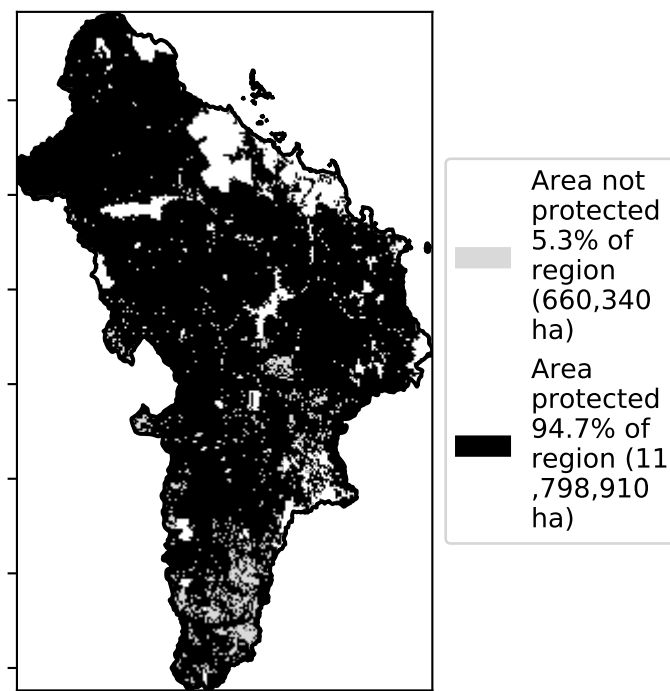 Area not
protected
5.3% of
region
(660,340
ha)
Area
protected
94.7% of
region (11
,798,910
ha)